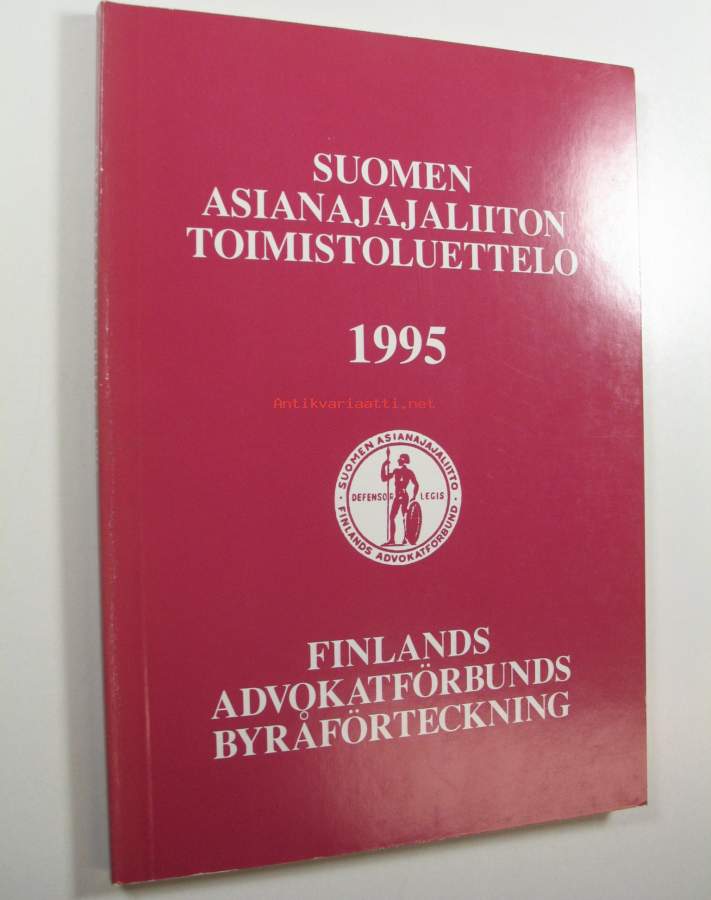 SUOMEN
ASIANAJAJALIITON
TOIMISTOLUETTELO
1995
Antikvariaatti.net
SUOMEN ASIANAJAJALIITTO
DEFENSOR LEGIS
FINLANDS ADVOKATFÖRBUND
FINLANDS
ADVOKATFÖRBUNDS
BYRÅFÖRTECKNING